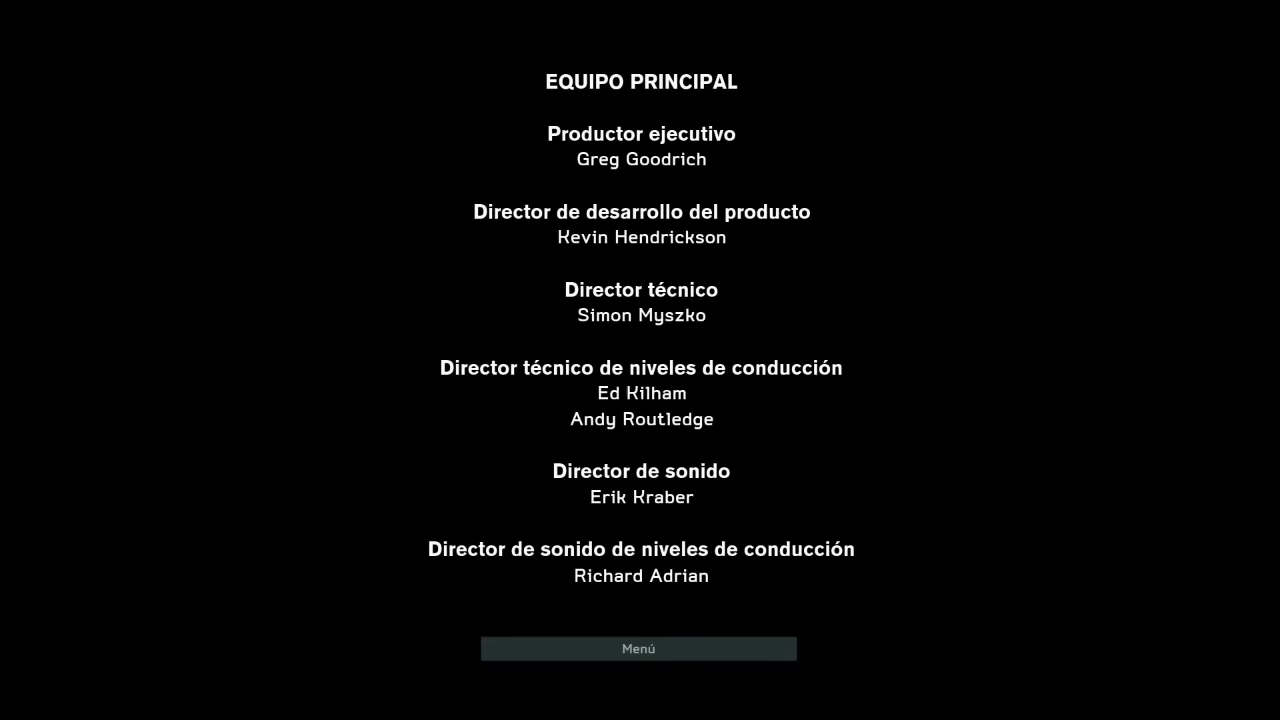 EQUIPO PRINCIPAL
Productor ejecutivo
Greg Goodrich
Director de desarrollo del producto
Kevin Hendrickson
Director técnico
Simon Myszko
Director técnico de niveles de conducción
Ed Kilham
Andy Routledge
Director de sonido
Erik Kraber
Director de sonido de niveles de conducción
Richard Adrian
Menú